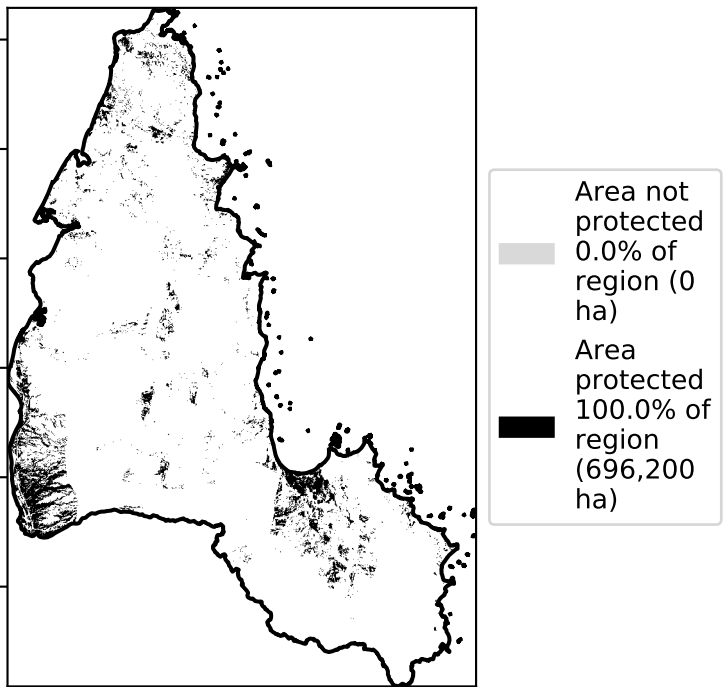 Area not
protected
0.0% of
region (0
ha)
Area
protected
100.0% of
region
(696,200
ha)